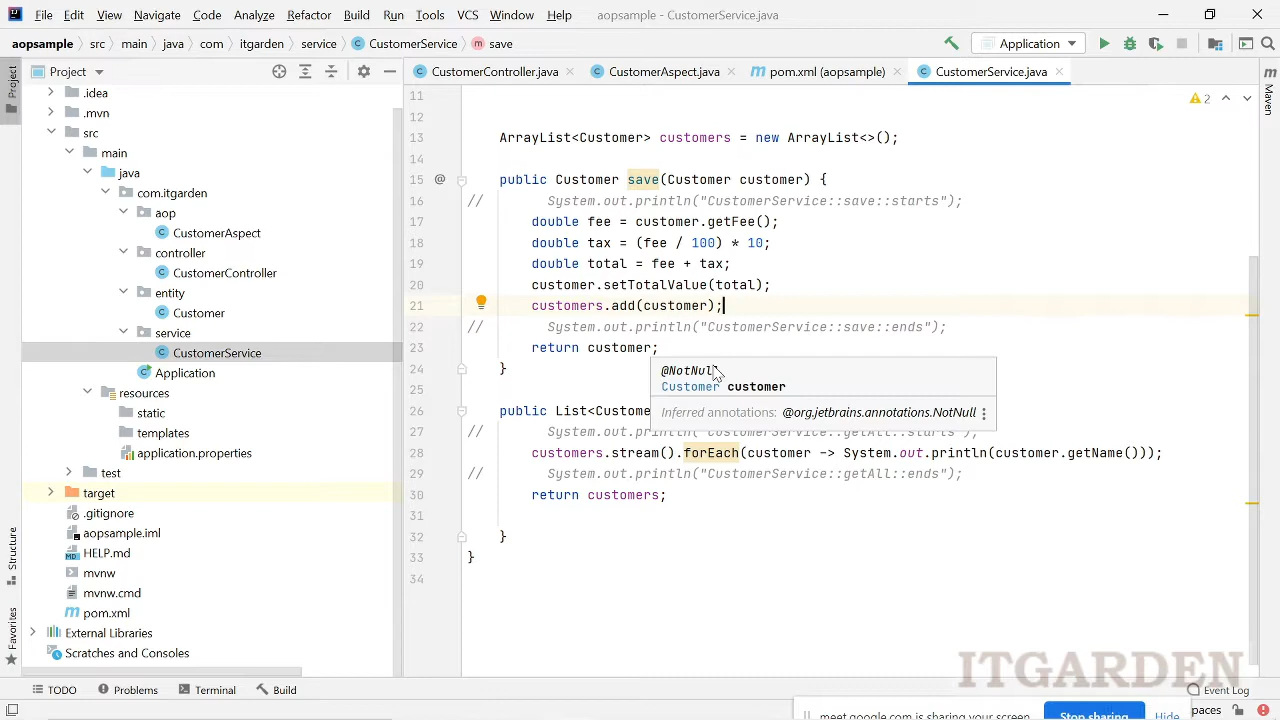 File Edit View Navigate Code Analyze Refactor Build Run Tools VCS Window Help aopsample - CustomerService.java
aopsample src main java com itgarden service CustomerService save Application
Project CustomerController.java CustomerAspect.java pom.xml (aopsample) CustomerService.java
Project
Maven
2
.idea
.mvn
src
main
java
com.itgarden
aop
CustomerAspect
controller
CustomerController
entity
Customer
service
CustomerService
Application
resources
static
templates
application.properties
test
target
.gitignore
aopsample.iml
HELP.md
mvnw
mvnw.cmd
pom.xml
External Libraries
Scratches and Consoles
Structure
Favorites
11
12
13 ArrayList<Customer> customers = new ArrayList<>();
14
15 @ public Customer save(Customer customer) {
16 // System.out.println("CustomerService::save::starts");
17 double fee = customer.getFee();
18 double tax = (fee / 100) * 10;
19 double total = fee + tax;
20 customer.setTotalValue(total);
21 customers.add(customer);
22 // System.out.println("CustomerService::save::ends");
23 return customer;
24 }
@NotNull
Customer customer
Inferred annotations: @org.jetbrains.annotations.NotNull
25
26 public List<Custome
27 // System.out.println("CustomerService::getAll::starts");
28 customers.stream().forEach(customer -> System.out.println(customer.getName()));
29 // System.out.println("CustomerService::getAll::ends");
30 return customers;
31
32 }
33 }
34
ITGARDEN
TODO Problems Terminal Build Event Log
meet.google.com is sharing your screen. Stop sharing Hide paces